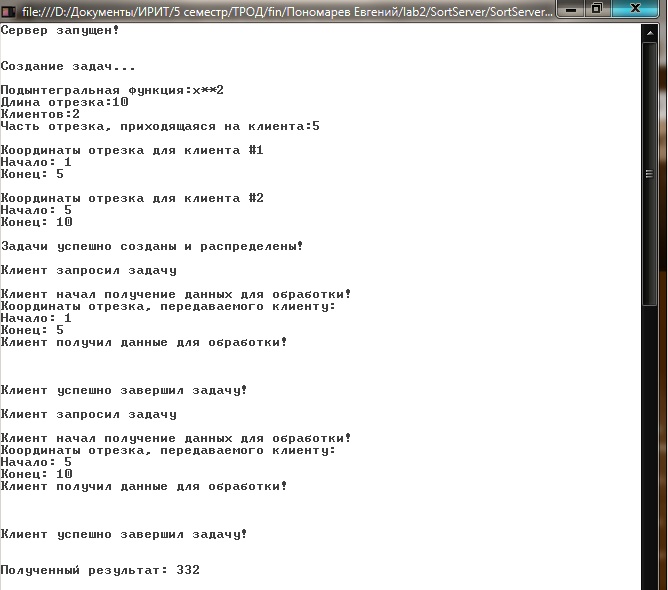 file:///D:/Документы/ИРИТ/5 семестр/ТРОД/fin/Пономарев Евгений/lab2/SortServer/SortServer...
Сервер запущен!
Создание задач...
Подынтегральная функция:x**2
Длина отрезка:10
Клиентов:2
Часть отрезка, приходящаяся на клиента:5
Координаты отрезка для клиента #1
Начало: 1
Конец: 5
Координаты отрезка для клиента #2
Начало: 5
Конец: 10
Задачи успешно созданы и распределены!
Клиент запросил задачу
Клиент начал получение данных для обработки!
Координаты отрезка, передаваемого клиенту:
Начало: 1
Конец: 5
Клиент получил данные для обработки!
Клиент успешно завершил задачу!
Клиент запросил задачу
Клиент начал получение данных для обработки!
Координаты отрезка, передаваемого клиенту:
Начало: 5
Конец: 10
Клиент получил данные для обработки!
Клиент успешно завершил задачу!
Полученный результат: 332